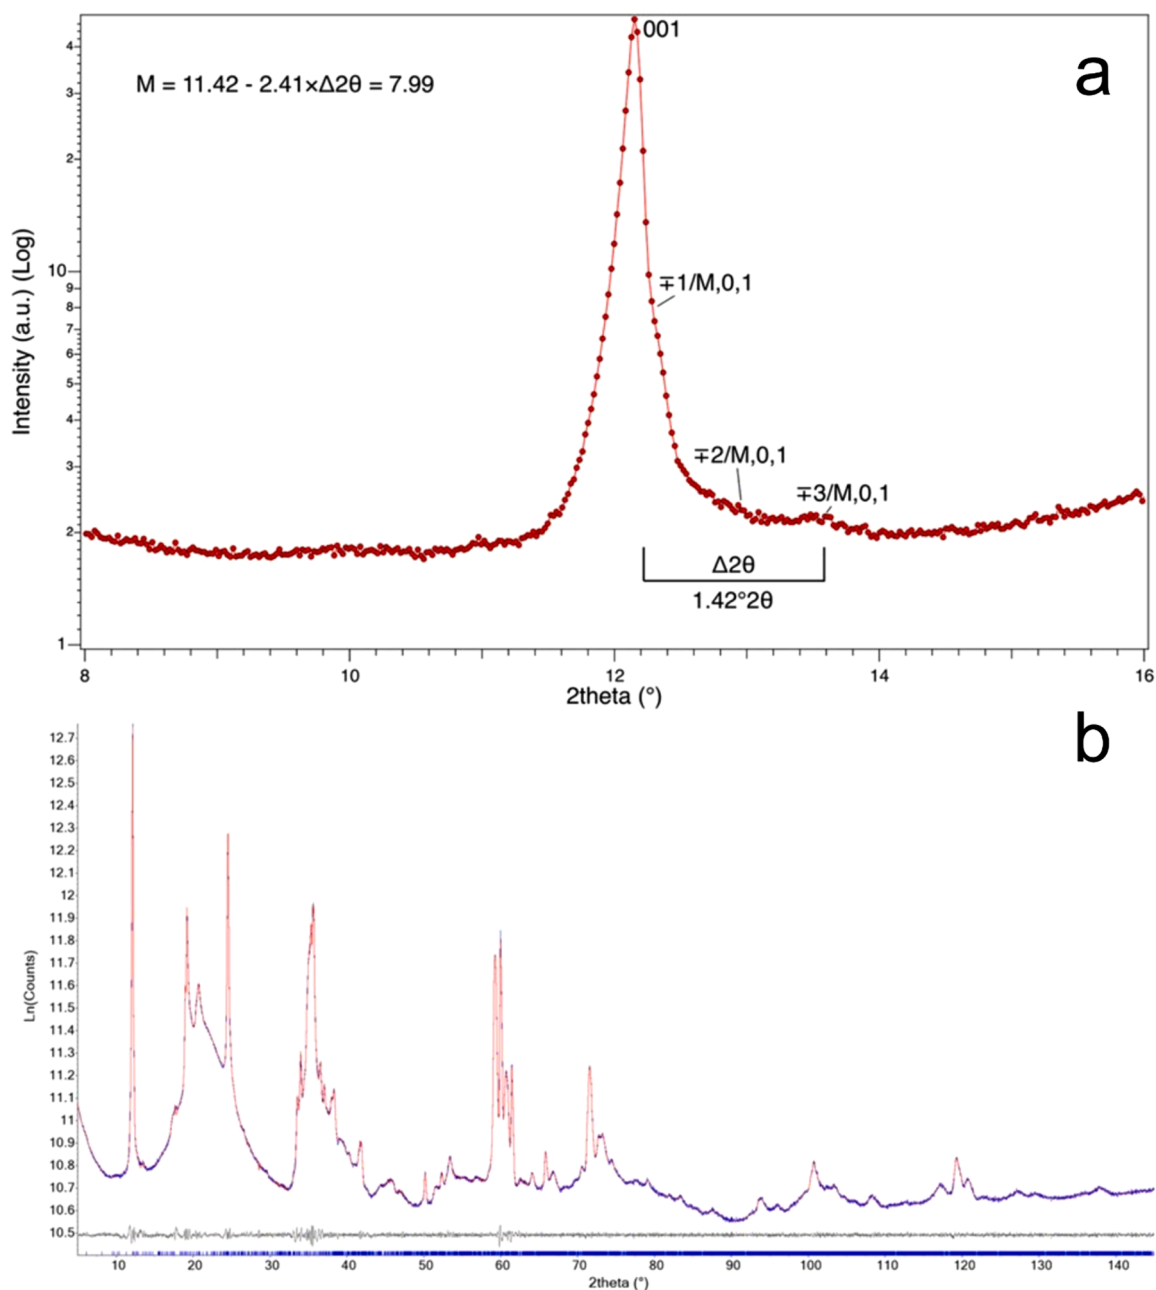 a
001
M = 11.42 - 2.41×Δ2θ = 7.99
∓1/M,0,1
∓2/M,0,1
∓3/M,0,1
Δ2θ
1.42°2θ
Intensity (a.u.) (Log)
4
3
2
10
9
8
7
6
5
4
3
2
1
8 10 12 14 16
2theta (°)
b
Ln(Counts)
12.7
12.6
12.5
12.4
12.3
12.2
12.1
12
11.9
11.8
11.7
11.6
11.5
11.4
11.3
11.2
11.1
11
10.9
10.8
10.7
10.6
10.5
10 20 30 40 50 60 70 80 90 100 110 120 130 140
2theta (°)